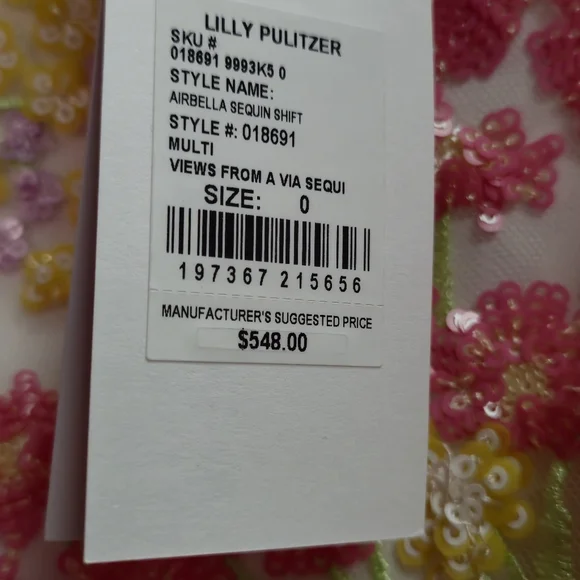 LILLY PULITZER
SKU #
018691 9993K5 0
STYLE NAME:
AIRBELLA SEQUIN SHIFT
STYLE #: 018691
MULTI
VIEWS FROM A VIA SEQUI
SIZE: 0
197367 215656
MANUFACTURER'S SUGGESTED PRICE
$548.00